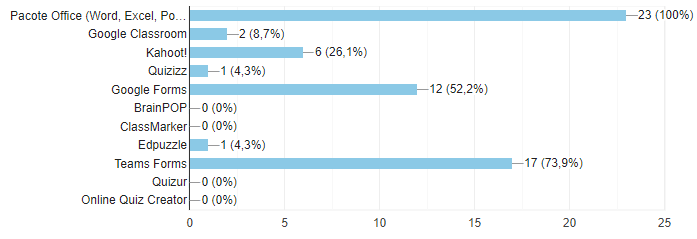 Pacote Office (Word, Excel, Po… 23 (100%)
Google Classroom 2 (8,7%)
Kahoot! 6 (26,1%)
Quizizz 1 (4,3%)
Google Forms 12 (52,2%)
BrainPOP 0 (0%)
ClassMarker 0 (0%)
Edpuzzle 1 (4,3%)
Teams Forms 17 (73,9%)
Quizur 0 (0%)
Online Quiz Creator 0 (0%)
0 5 10 15 20 25